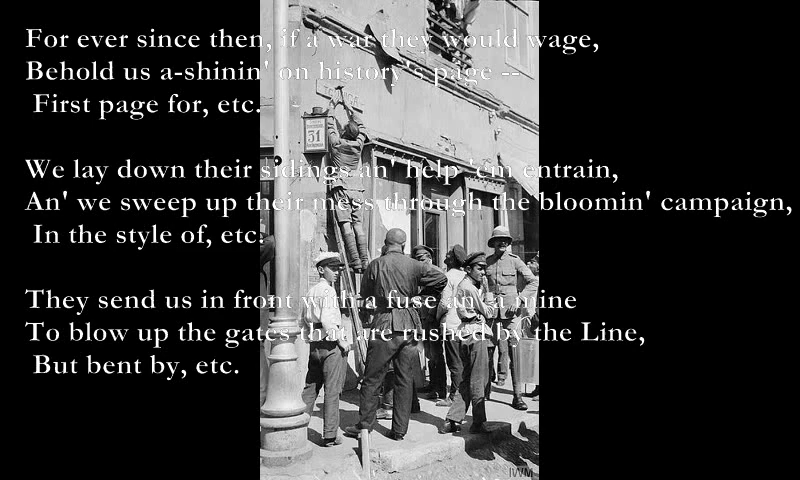 For ever since then, if a war they would wage,
Behold us a-shinin' on history's page --
First page for, etc.
We lay down their sidings an' help 'em entrain,
An' we sweep up their mess through the bloomin' campaign,
In the style of, etc.
They send us in front with a fuse an' a mine
To blow up the gates that are rushed by the Line,
But bent by, etc.
31
IWM